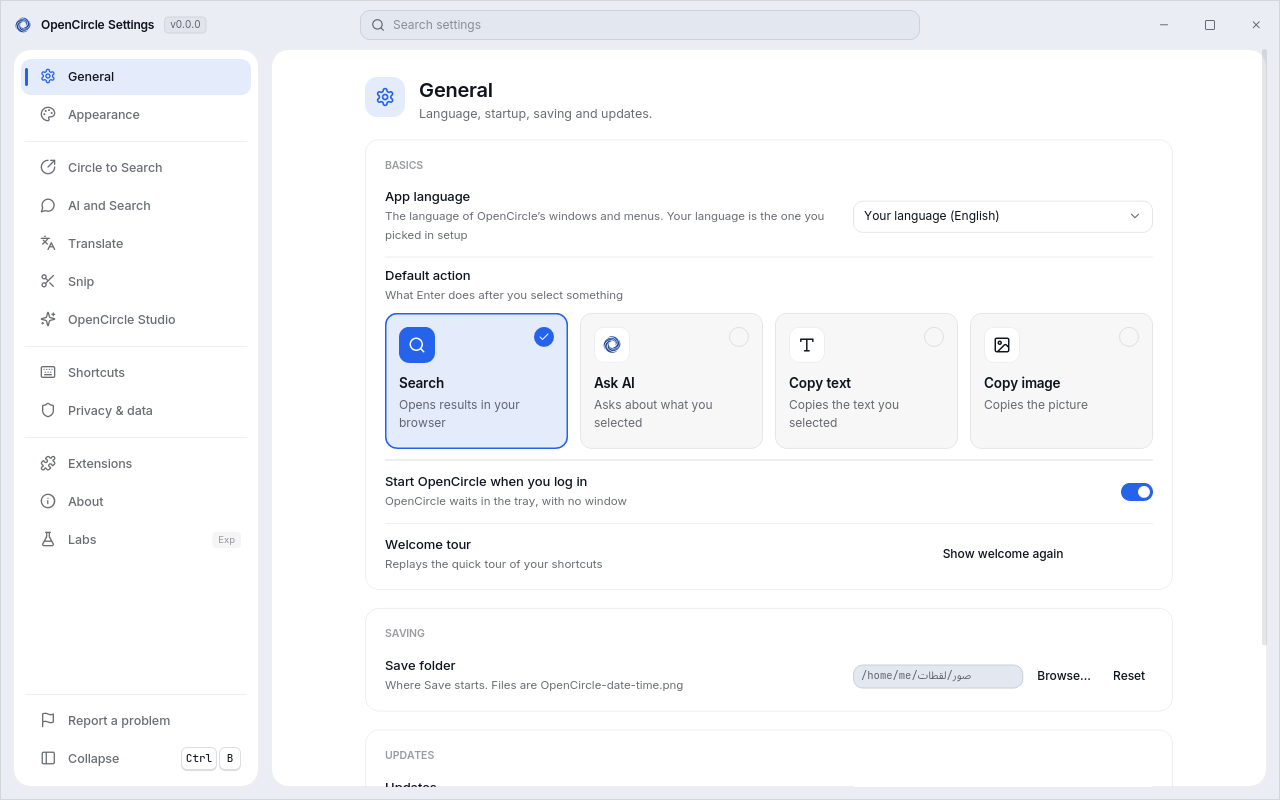 OpenCircle Settings
v0.0.0
Search settings
General
Appearance
Circle to Search
AI and Search
Translate
Snip
OpenCircle Studio
Shortcuts
Privacy & data
Extensions
About
Labs
Exp
Report a problem
Collapse
Ctrl
B
General
Language, startup, saving and updates.
BASICS
App language
The language of OpenCircle's windows and menus. Your language is the one you
picked in setup
Your language (English)
Default action
What Enter does after you select something
Search
Opens results in your
browser
Ask AI
Asks about what you
selected
Copy text
Copies the text you
selected
Copy image
Copies the picture
Start OpenCircle when you log in
OpenCircle waits in the tray, with no window
Welcome tour
Replays the quick tour of your shortcuts
Show welcome again
SAVING
Save folder
Where Save starts. Files are OpenCircle-date-time.png
/home/me/صور/لقطات
Browse...
Reset
UPDATES
Updates